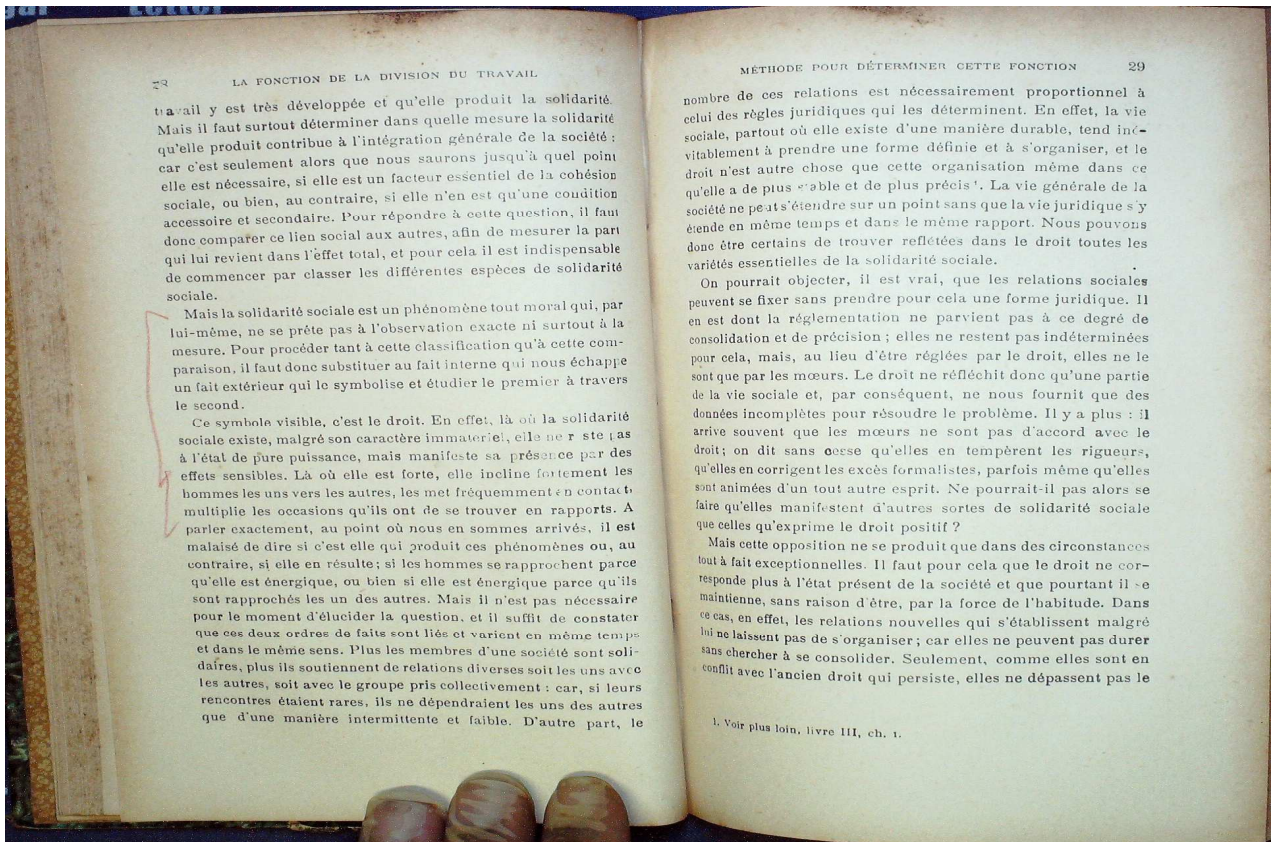 LA FONCTION DE LA DIVISION DU TRAVAIL
travail y est très développée et qu'elle produit la solidarité.
Mais il faut surtout déterminer dans quelle mesure la solidarité
qu'elle produit contribue à l'intégration générale de la société :
car c'est seulement alors que nous saurons jusqu'à quel point
elle est nécessaire, si elle est un facteur essentiel de la cohésion
sociale, ou bien, au contraire, si elle n'en est qu'une condition
accessoire et secondaire. Pour répondre à cette question, il faut
donc comparer ce lien social aux autres, afin de mesurer la part
qui lui revient dans l'effet total, et pour cela il est indispensable
de commencer par classer les différentes espèces de solidarité
sociale.
Mais la solidarité sociale est un phénomène tout moral qui, par
lui-même, ne se prête pas à l'observation exacte ni surtout à la
mesure. Pour procéder tant à cette classification qu'à cette com-
paraison, il faut donc substituer au fait interne qui nous échappe
un fait extérieur qui le symbolise et étudier le premier à travers
le second.
Ce symbole visible, c'est le droit. En effet, là où la solidarité
sociale existe, malgré son caractère immatériel, elle ne reste pas
à l'état de pure puissance, mais manifeste sa présence par des
effets sensibles. Là où elle est forte, elle incline fortement les
hommes les uns vers les autres, les met fréquemment en contact,
multiplie les occasions qu'ils ont de se trouver en rapports. A
parler exactement, au point où nous en sommes arrivés, il est
malaisé de dire si c'est elle qui produit ces phénomènes ou, au
contraire, si elle en résulte; si les hommes se rapprochent parce
qu'elle est énergique, ou bien si elle est énergique parce qu'ils
sont rapprochés les un des autres. Mais il n'est pas nécessaire
pour le moment d'élucider la question, et il suffit de constater
que ces deux ordres de faits sont liés et varient en même temps
et dans le même sens. Plus les membres d'une société sont soli-
daires, plus ils soutiennent de relations diverses soit les uns avec
les autres, soit avec le groupe pris collectivement : car, si leurs
rencontres étaient rares, ils ne dépendraient les uns des autres
que d'une manière intermittente et faible. D'autre part, le
MÉTHODE POUR DÉTERMINER CETTE FONCTION 29
nombre de ces relations est nécessairement proportionnel à
celui des règles juridiques qui les déterminent. En effet, la vie
sociale, partout où elle existe d'une manière durable, tend iné-
vitablement à prendre une forme définie et à s'organiser, et le
droit n'est autre chose que cette organisation même dans ce
qu'elle a de plus stable et de plus précis¹. La vie générale de la
société ne peut s'étendre sur un point sans que la vie juridique s'y
étende en même temps et dans le même rapport. Nous pouvons
donc être certains de trouver reflétées dans le droit toutes les
variétés essentielles de la solidarité sociale.
On pourrait objecter, il est vrai, que les relations sociales
peuvent se fixer sans prendre pour cela une forme juridique. Il
en est dont la réglementation ne parvient pas à ce degré de
consolidation et de précision ; elles ne restent pas indéterminées
pour cela, mais, au lieu d'être réglées par le droit, elles ne le
sont que par les mœurs. Le droit ne réfléchit donc qu'une partie
de la vie sociale et, par conséquent, ne nous fournit que des
données incomplètes pour résoudre le problème. Il y a plus : il
arrive souvent que les mœurs ne sont pas d'accord avec le
droit; on dit sans cesse qu'elles en tempèrent les rigueurs,
qu'elles en corrigent les excès formalistes, parfois même qu'elles
sont animées d'un tout autre esprit. Ne pourrait-il pas alors se
faire qu'elles manifestent d'autres sortes de solidarité sociale
que celles qu'exprime le droit positif ?
Mais cette opposition ne se produit que dans des circonstances
tout à fait exceptionnelles. Il faut pour cela que le droit ne cor-
responde plus à l'état présent de la société et que pourtant il se
maintienne, sans raison d'être, par la force de l'habitude. Dans
ce cas, en effet, les relations nouvelles qui s'établissent malgré
lui ne laissent pas de s'organiser ; car elles ne peuvent pas durer
sans chercher à se consolider. Seulement, comme elles sont en
conflit avec l'ancien droit qui persiste, elles ne dépassent pas le
1. Voir plus loin, livre III, ch. I.